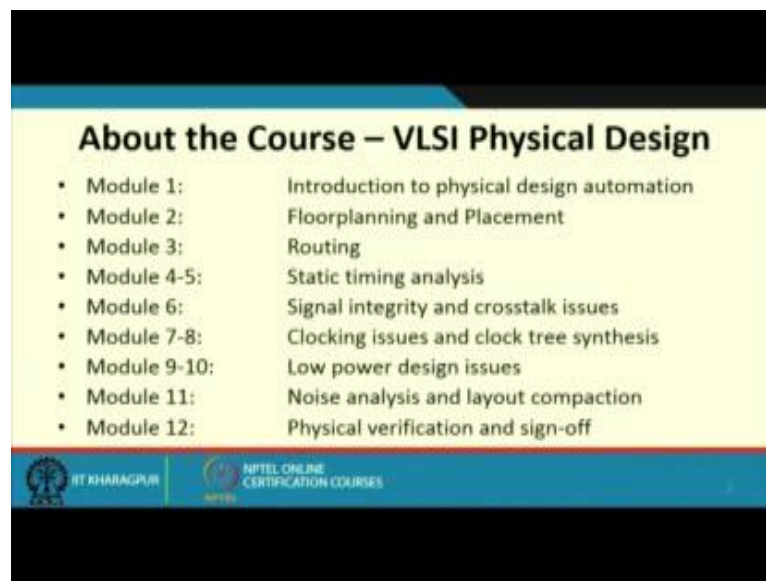 About the Course – VLSI Physical Design
• Module 1: Introduction to physical design automation
• Module 2: Floorplanning and Placement
• Module 3: Routing
• Module 4-5: Static timing analysis
• Module 6: Signal integrity and crosstalk issues
• Module 7-8: Clocking issues and clock tree synthesis
• Module 9-10: Low power design issues
• Module 11: Noise analysis and layout compaction
• Module 12: Physical verification and sign-off
IIT KHARAGPUR
NPTEL
NPTEL ONLINE
CERTIFICATION COURSES